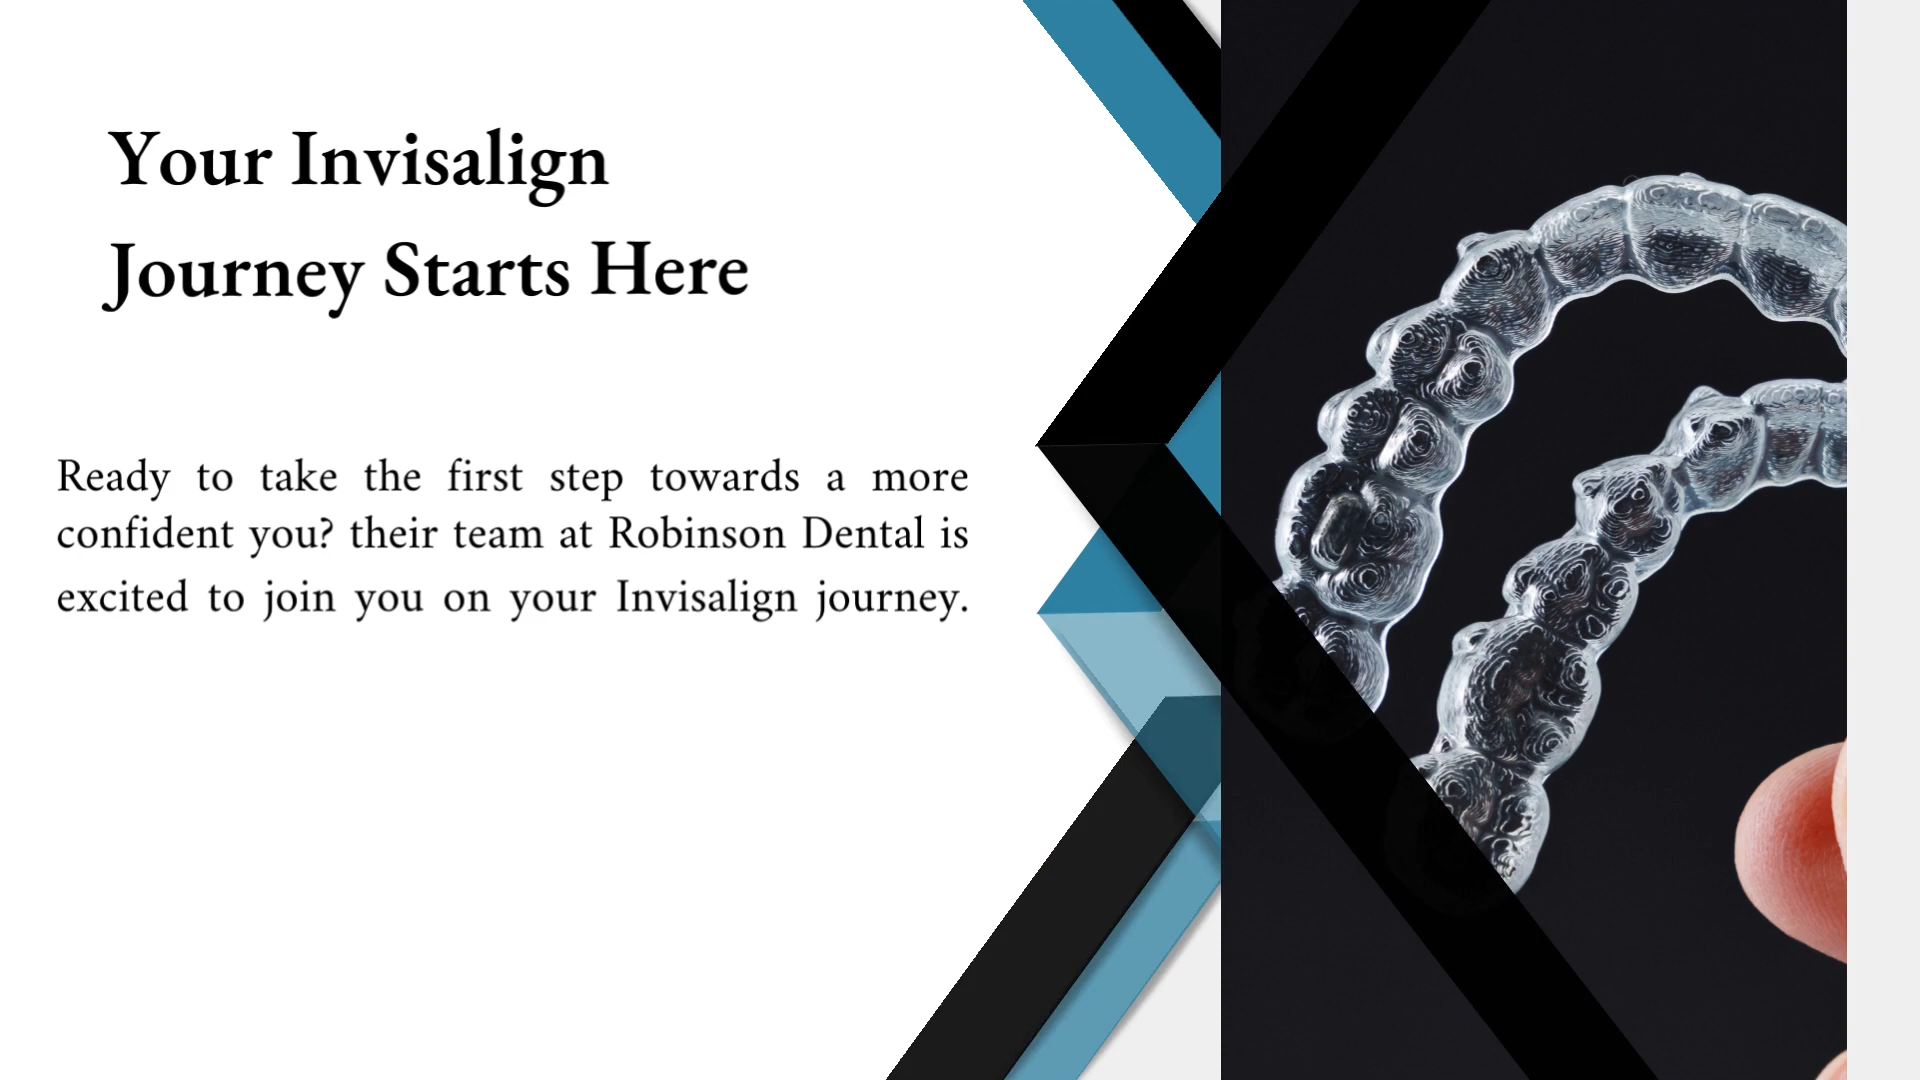 Your Invisalign
Journey Starts Here
Ready to take the first step towards a more
confident you? their team at Robinson Dental is
excited to join you on your Invisalign journey.